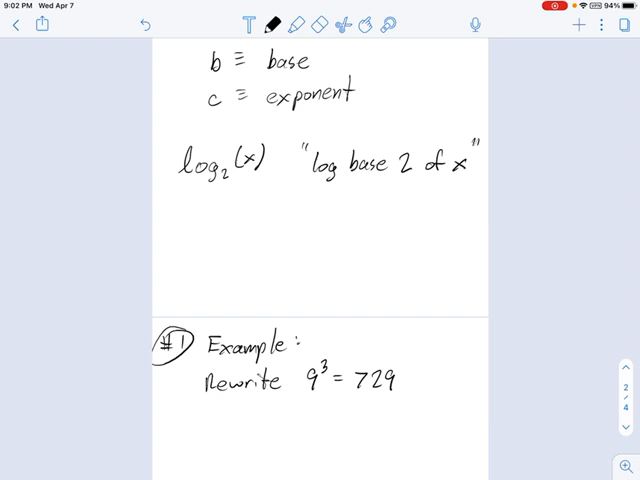 9:02 PM Wed Apr 7
VPN 94%
b ≡ base
c ≡ exponent
log₂(x) "log base 2 of x"
#1 Example:
Rewrite 9³ = 729
2
/
4